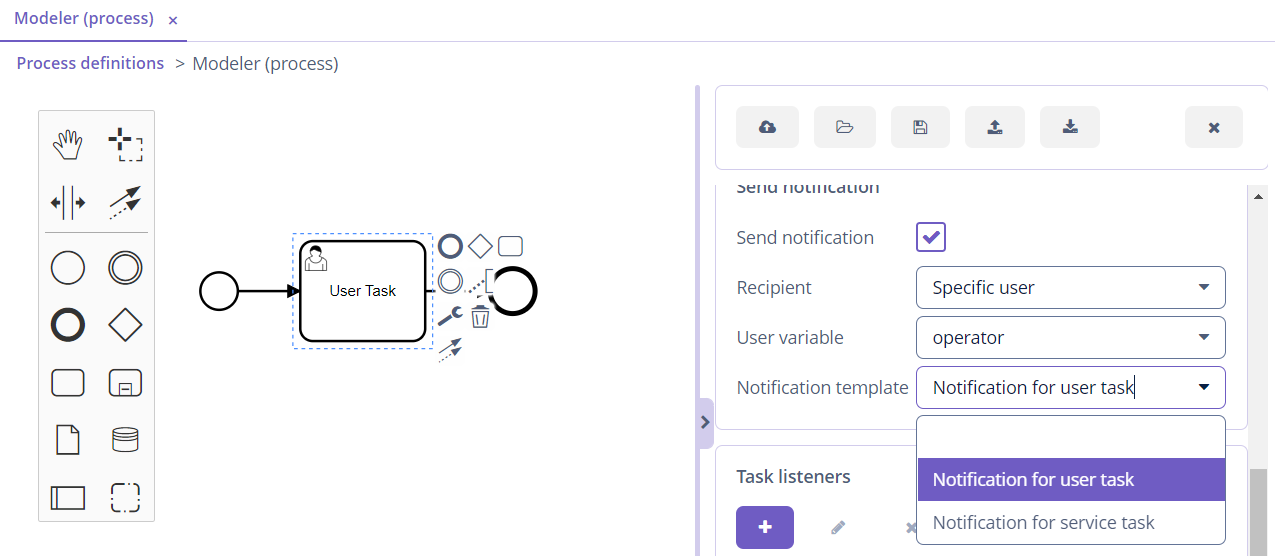 Modeler (process) ×
Process definitions > Modeler (process)
User Task
Send notification
Send notification
Recipient Specific user
User variable operator
Notification template Notification for user task
Notification for user task
Notification for service task
Task listeners